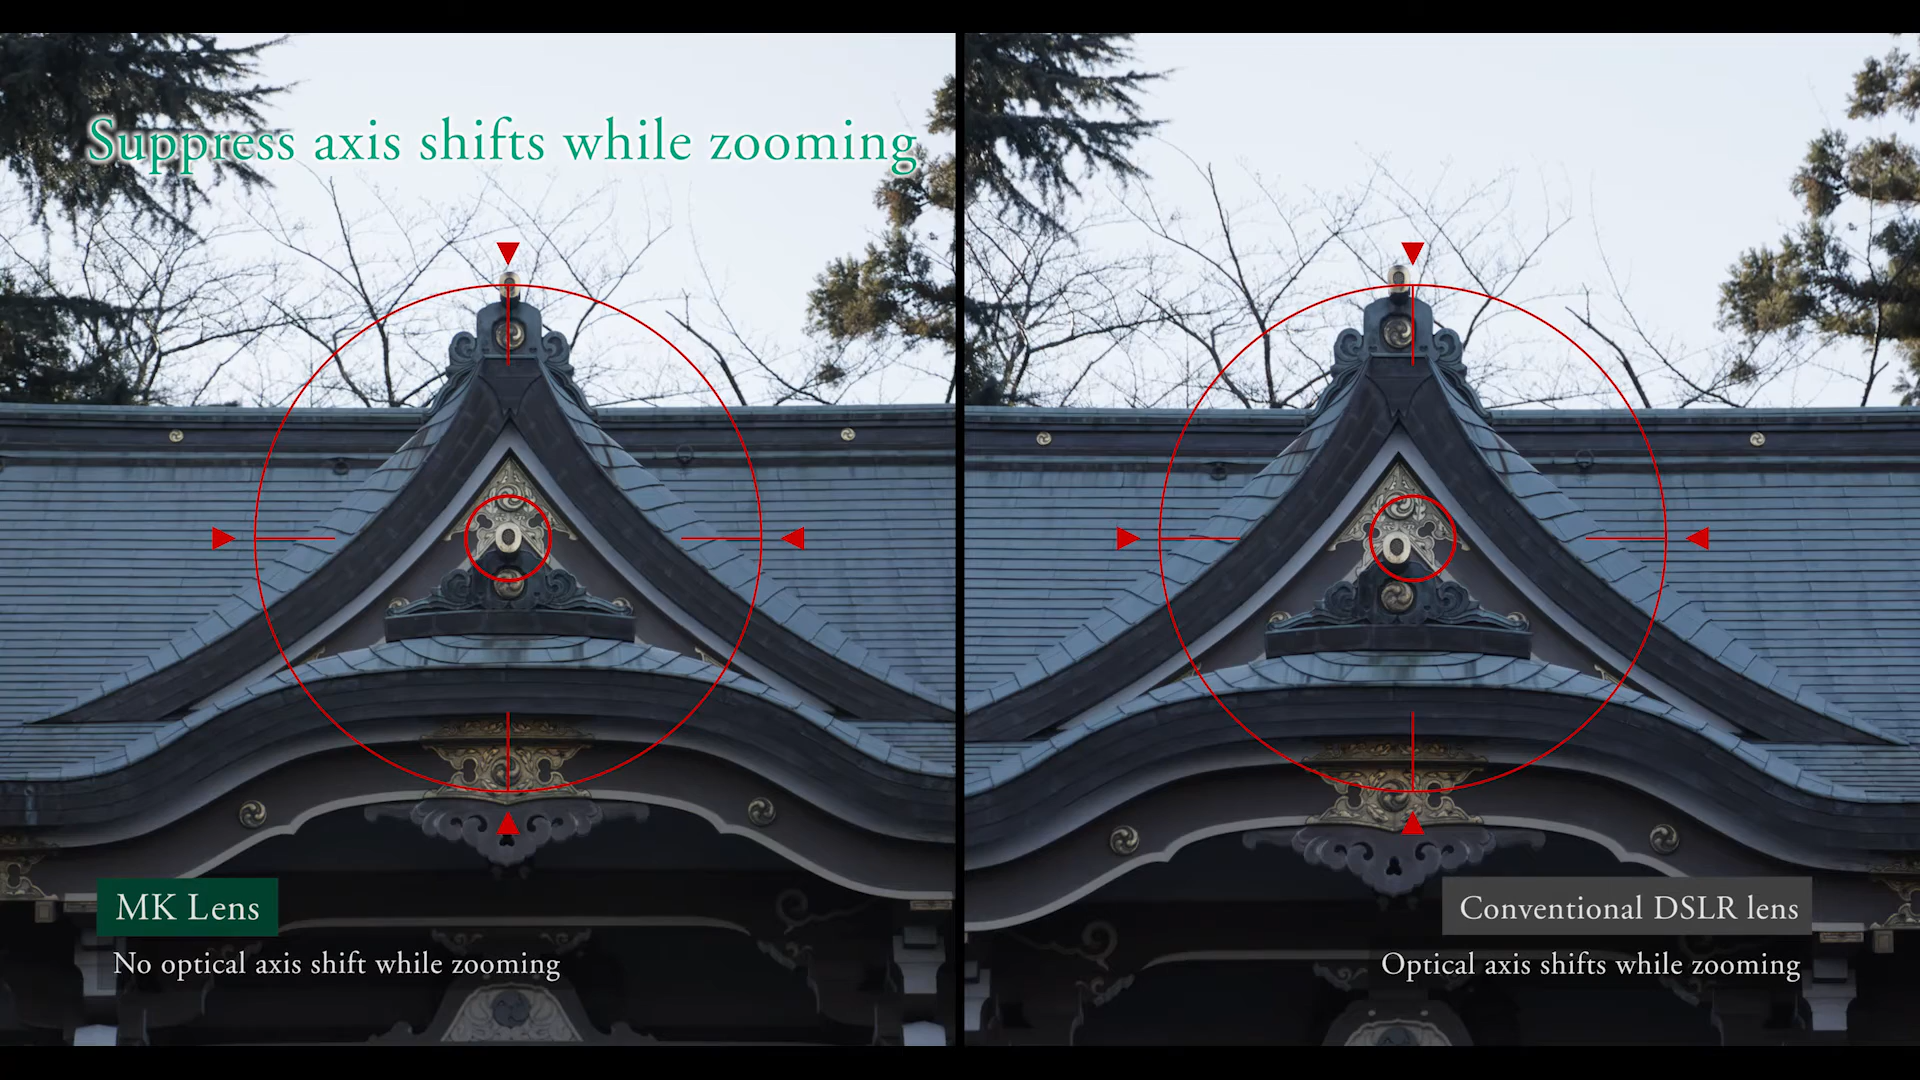 Suppress axis shifts while zooming
MK Lens
No optical axis shift while zooming
Conventional DSLR lens
Optical axis shifts while zooming